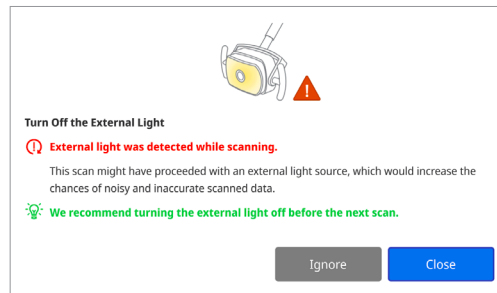 Turn Off the External Light
External light was detected while scanning.
This scan might have proceeded with an external light source, which would increase the
chances of noisy and inaccurate scanned data.
We recommend turning the external light off before the next scan.
Ignore
Close